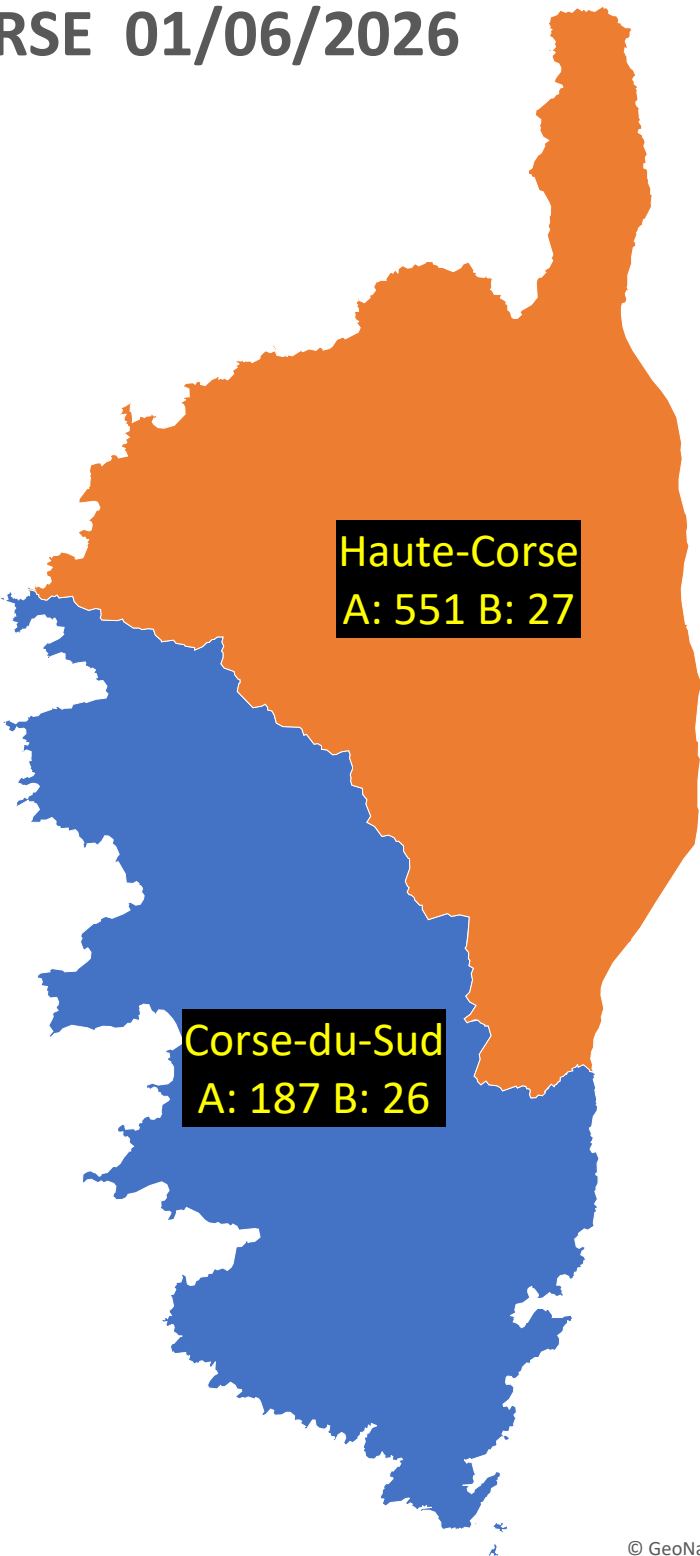 RSE 01/06/2026
Haute-Corse
A: 551 B: 27
Corse-du-Sud
A: 187 B: 26
© GeoNa